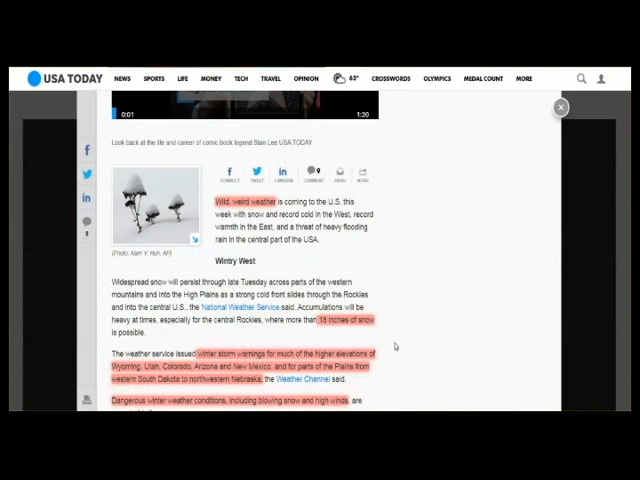 USA TODAY NEWS SPORTS LIFE MONEY TECH TRAVEL OPINION 63° CROSSWORDS OLYMPICS MEDAL COUNT MORE
0:01 1:20
Look back at the life and career of comic book legend Stan Lee USA TODAY
9
CONNECT TWEET LINKEDIN COMMENT EMAIL MORE
Wild, weird weather is coming to the U.S. this
week with snow and record cold in the West, record
warmth in the East, and a threat of heavy flooding
rain in the central part of the USA.
9
(Photo: Nam Y. Huh, AP)
Wintry West
Widespread snow will persist through late Tuesday across parts of the western
mountains and into the High Plains as a strong cold front slides through the Rockies
and into the central U.S., the National Weather Service said. Accumulations will be
heavy at times, especially for the central Rockies, where more than 18 inches of snow
is possible.
The weather service issued winter storm warnings for much of the higher elevations of
Wyoming, Utah, Colorado, Arizona and New Mexico, and for parts of the Plains from
western South Dakota to northwestern Nebraska, the Weather Channel said.
Dangerous winter weather conditions, including blowing snow and high winds, are